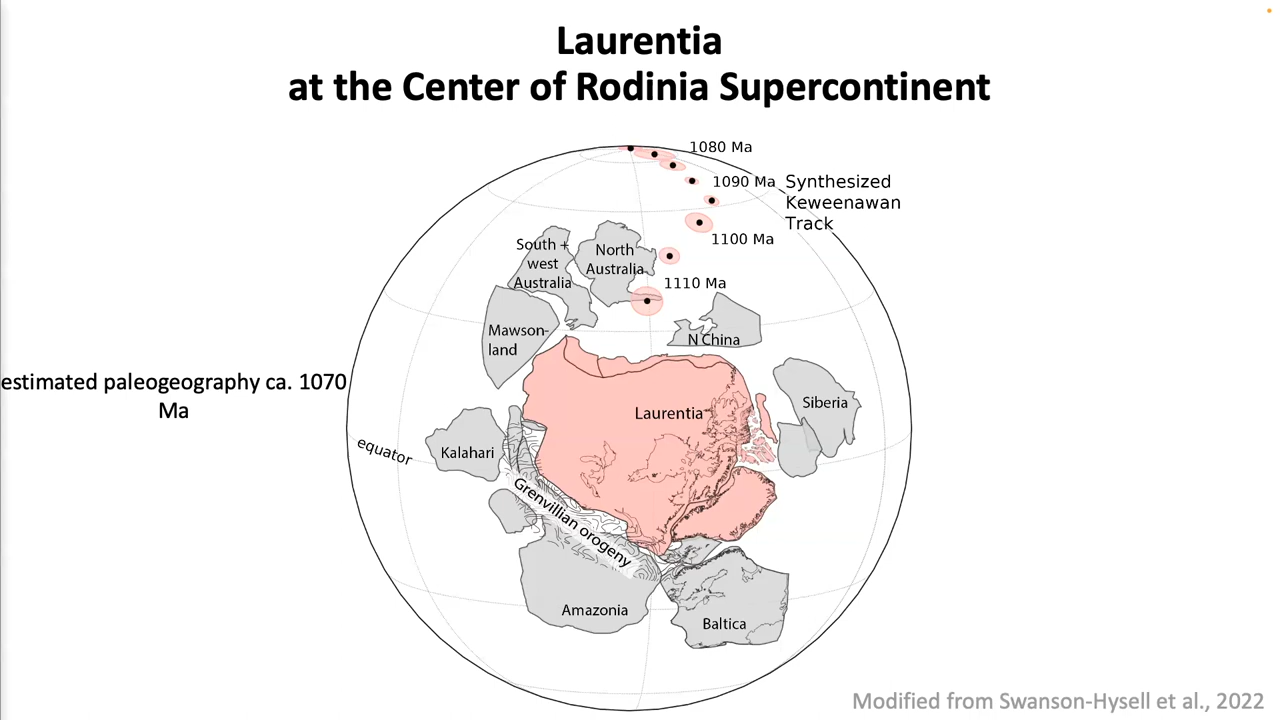 Laurentia
at the Center of Rodinia Supercontinent
1080 Ma
1090 Ma
Synthesized
Keweenawan
Track
1100 Ma
South +
west
Australia
North
Australia
1110 Ma
Mawson-
land
N China
estimated paleogeography ca. 1070
Ma
Laurentia
Siberia
equator
Kalahari
Grenvillian orogeny
Amazonia
Baltica
Modified from Swanson-Hysell et al., 2022